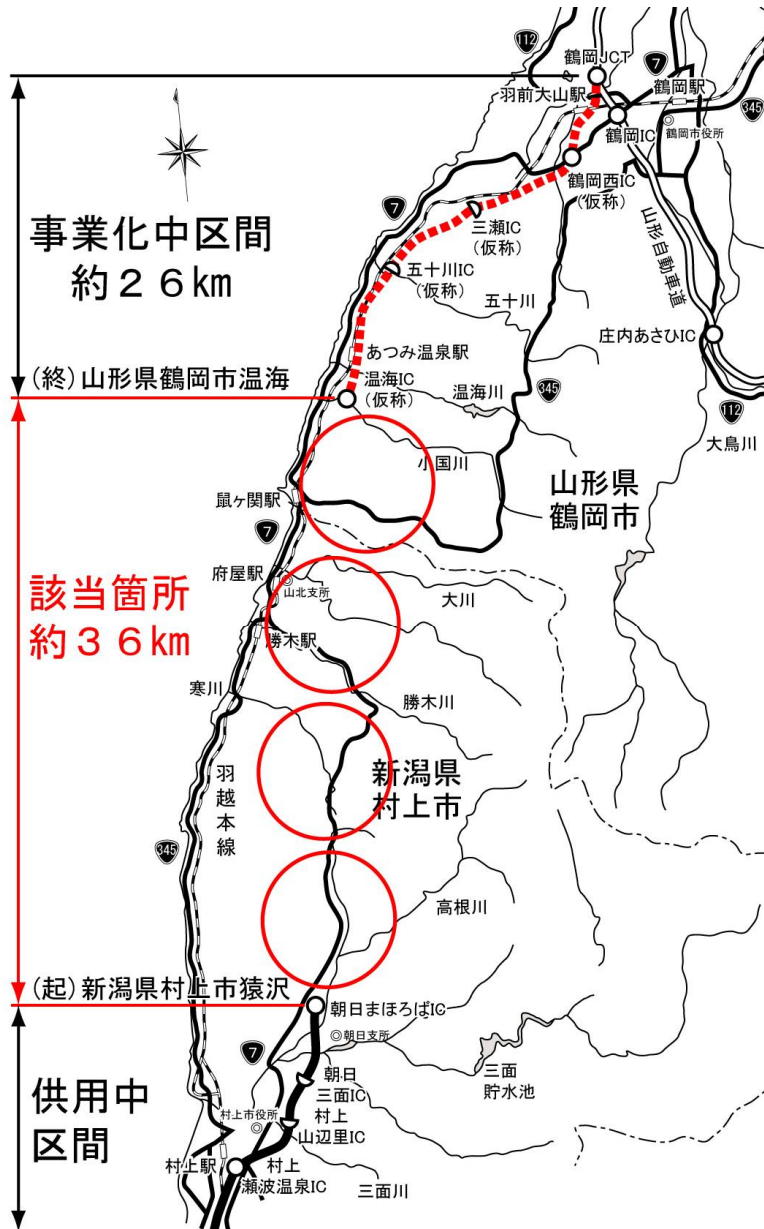 112
鶴岡JCT
7
鶴岡駅
羽前大山駅
345
鶴岡IC
鶴岡市役所
鶴岡西IC
(仮称)
7
三瀬IC
(仮称)
山形自動車道
事業化中区間
約26km
五十川IC
(仮称)
五十川
庄内あさひIC
あつみ温泉駅
(終)山形県鶴岡市温海
温海IC
(仮称)
温海川
345
112
大鳥川
小国川
山形県
鶴岡市
鼠ヶ関駅
7
府屋駅
山北支所
大川
該当箇所
約36km
勝木駅
寒川
勝木川
羽越本線
新潟県
村上市
345
高根川
(起)新潟県村上市猿沢
朝日まほろばIC
朝日支所
7
三面
貯水池
朝日
三面IC
供用中
区間
村上市役所
村上
山辺里IC
村上駅
村上
瀬波温泉IC
三面川